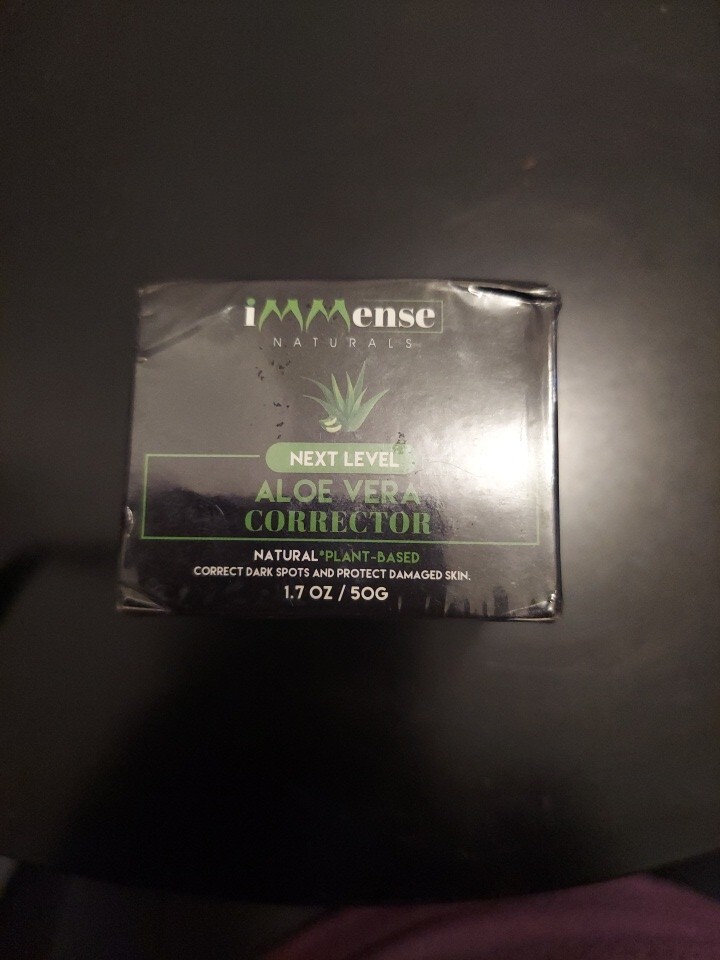 iMMense
NATURALS
NEXT LEVEL
ALOE VERA
CORRECTOR
NATURAL*PLANT-BASED
CORRECT DARK SPOTS AND PROTECT DAMAGED SKIN.
1.7 OZ / 50G